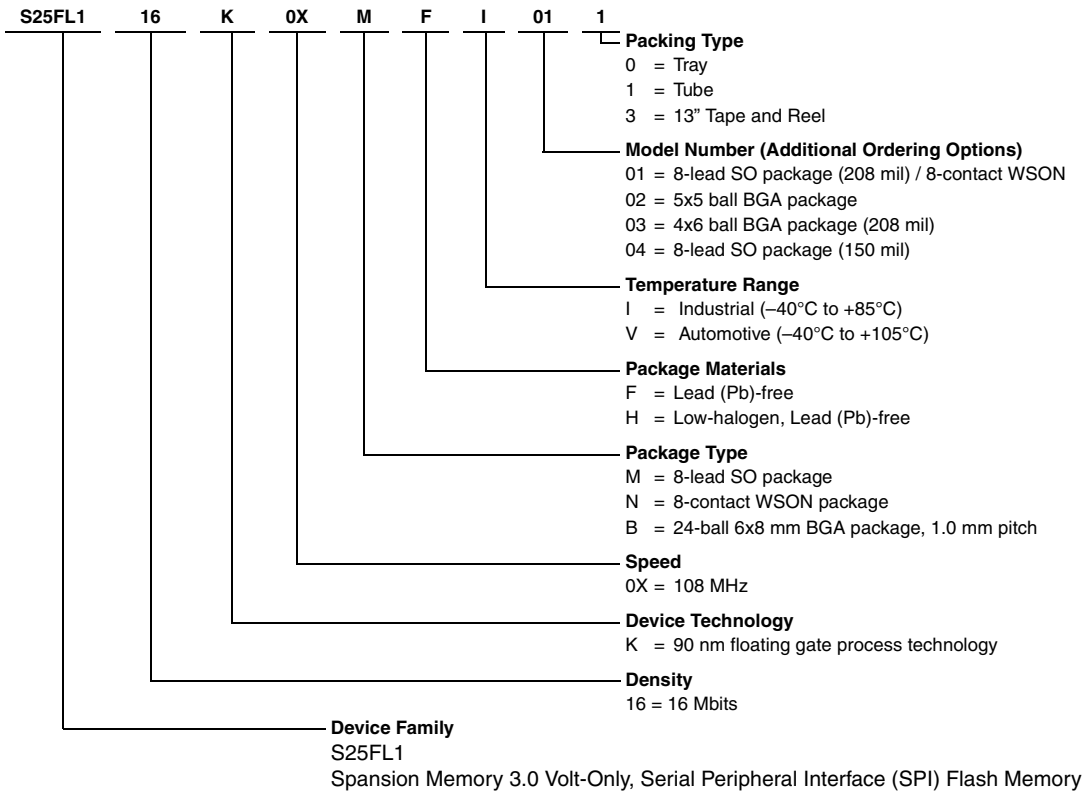 S25FL1 16 K 0X M F I 01 1
Packing Type
0 = Tray
1 = Tube
3 = 13” Tape and Reel
Model Number (Additional Ordering Options)
01 = 8-lead SO package (208 mil) / 8-contact WSON
02 = 5x5 ball BGA package
03 = 4x6 ball BGA package (208 mil)
04 = 8-lead SO package (150 mil)
Temperature Range
I = Industrial (–40°C to +85°C)
V = Automotive (–40°C to +105°C)
Package Materials
F = Lead (Pb)-free
H = Low-halogen, Lead (Pb)-free
Package Type
M = 8-lead SO package
N = 8-contact WSON package
B = 24-ball 6x8 mm BGA package, 1.0 mm pitch
Speed
0X = 108 MHz
Device Technology
K = 90 nm floating gate process technology
Density
16 = 16 Mbits
Device Family
S25FL1
Spansion Memory 3.0 Volt-Only, Serial Peripheral Interface (SPI) Flash Memory